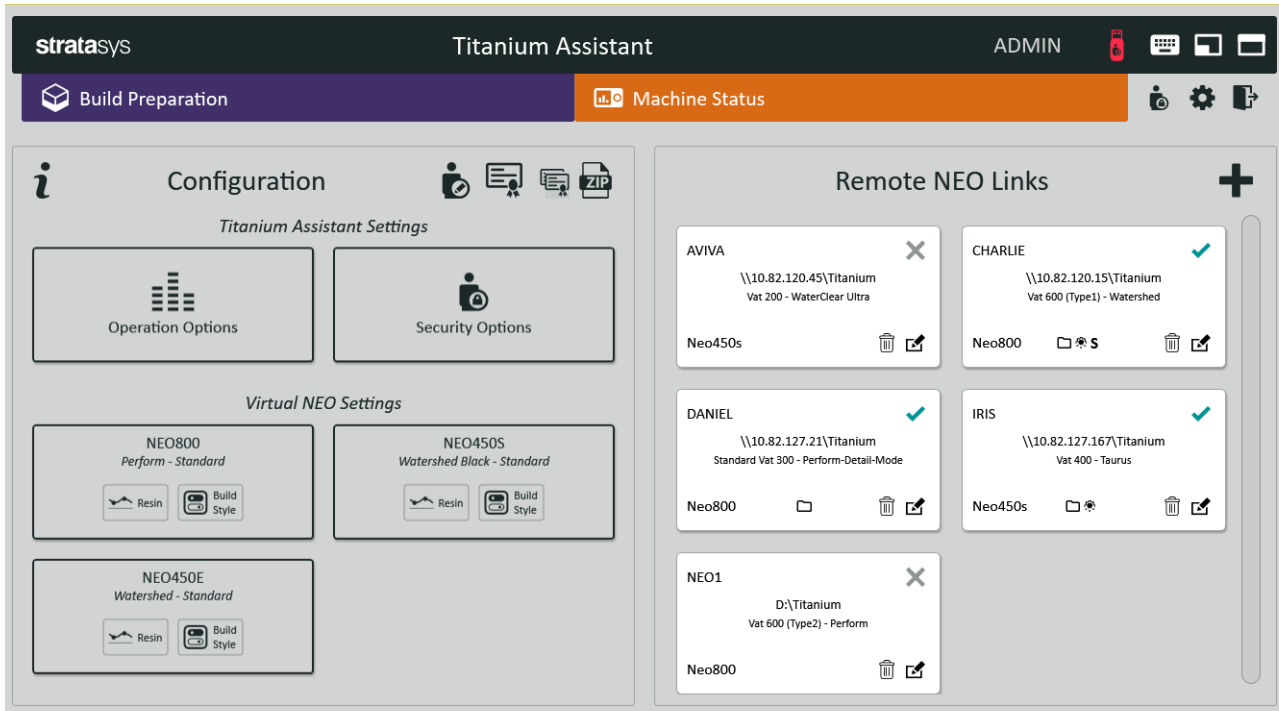 stratasys
Titanium Assistant
ADMIN
Build Preparation
Machine Status
i
Configuration
ZIP
Titanium Assistant Settings
Operation Options
Security Options
Virtual NEO Settings
NEO800
Perform - Standard
Resin
Build
Style
NEO450S
Watershed Black - Standard
Resin
Build
Style
NEO450E
Watershed - Standard
Resin
Build
Style
Remote NEO Links
AVIVA
\\10.82.120.45\Titanium
Vat 200 - WaterClear Ultra
Neo450s
CHARLIE
\\10.82.120.15\Titanium
Vat 600 (Type1) - Watershed
Neo800 S
DANIEL
\\10.82.127.21\Titanium
Standard Vat 300 - Perform-Detail-Mode
Neo800
IRIS
\\10.82.127.167\Titanium
Vat 400 - Taurus
Neo450s
NEO1
D:\Titanium
Vat 600 (Type2) - Perform
Neo800